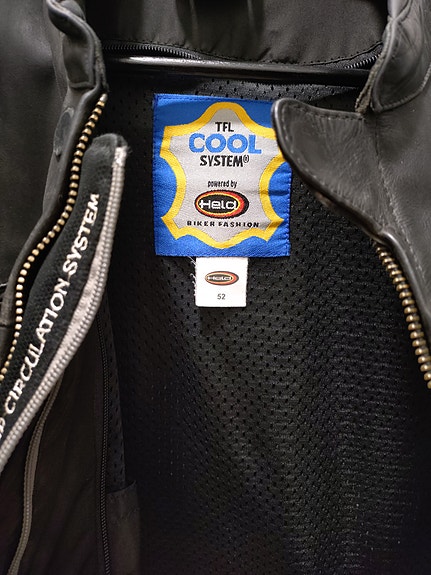 TFL
COOL
SYSTEM®
powered by
Held
BIKER FASHION
Held
52
CIRCULATION SYSTEM